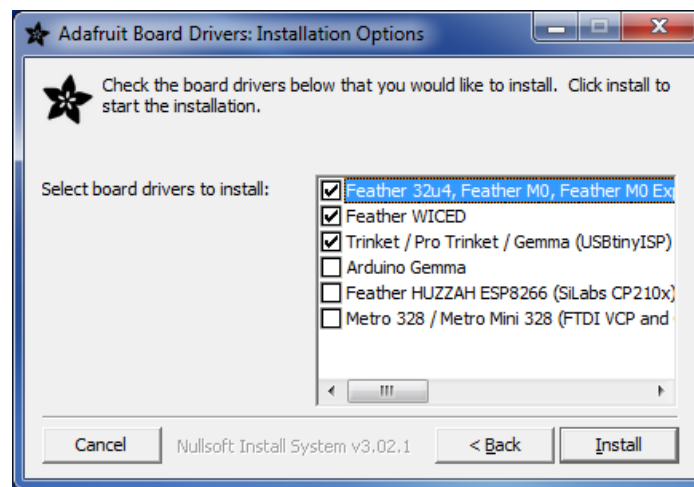 Adafruit Board Drivers: Installation Options
Check the board drivers below that you would like to install. Click install to
start the installation.
Select board drivers to install:
Feather 32u4, Feather M0, Feather M0 Exp
Feather WICED
Trinket / Pro Trinket / Gemma (USBtinyISP)
Arduino Gemma
Feather HUZZAH ESP8266 (SiLabs CP210x)
Metro 328 / Metro Mini 328 (FTDI VCP and
Cancel
Nullsoft Install System v3.02.1
< Back
Install